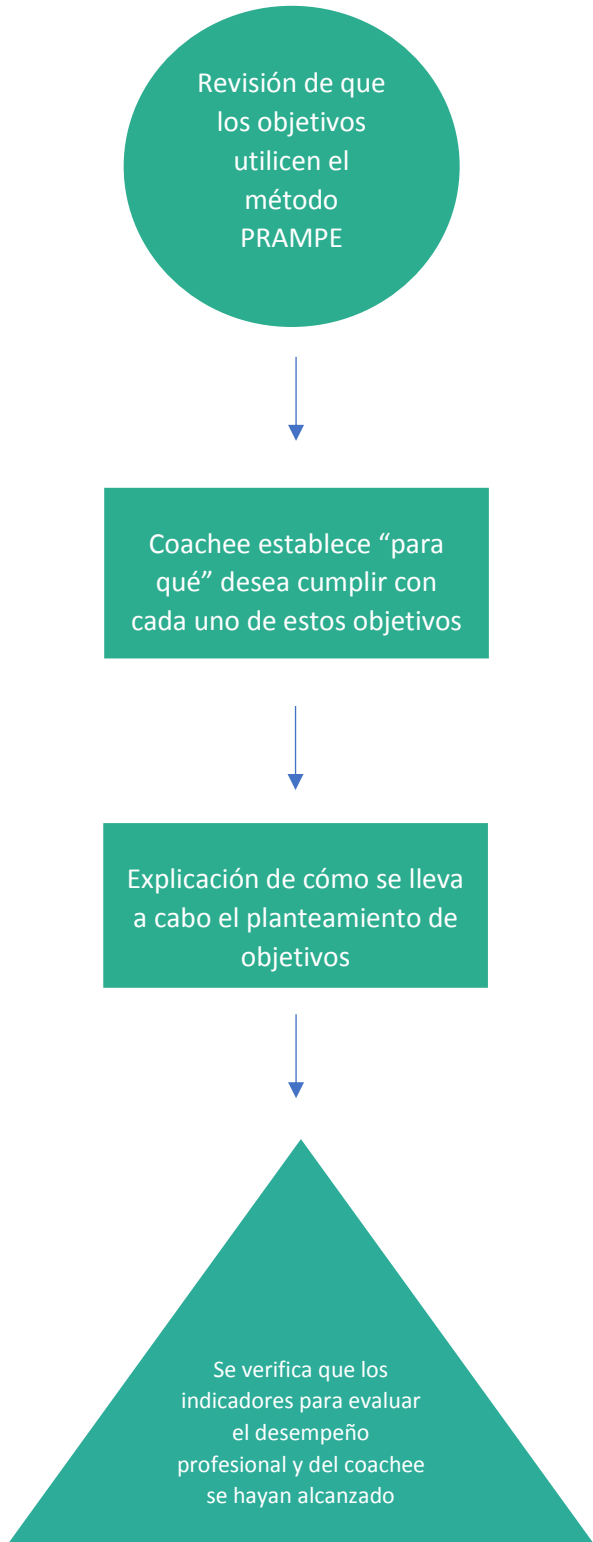 Revisión de que
los objetivos
utilicen el
método
PRAMPE
Coachee establece “para
qué” desea cumplir con
cada uno de estos objetivos
Explicación de cómo se lleva
a cabo el planteamiento de
objetivos
Se verifica que los
indicadores para evaluar
el desempeño
profesional y del coachee
se hayan alcanzado